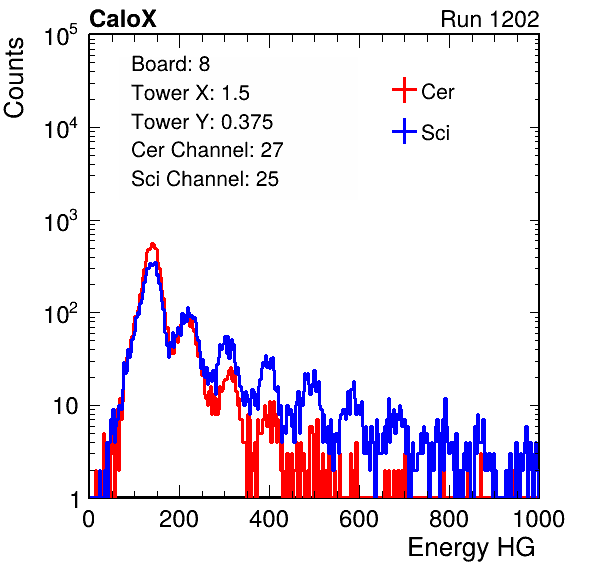 CaloX Run 1202
Counts
Board: 8
Tower X: 1.5
Tower Y: 0.375
Cer Channel: 27
Sci Channel: 25
Cer
Sci
10^5
10^4
10^3
10^2
10
1
0 200 400 600 800 1000
Energy HG